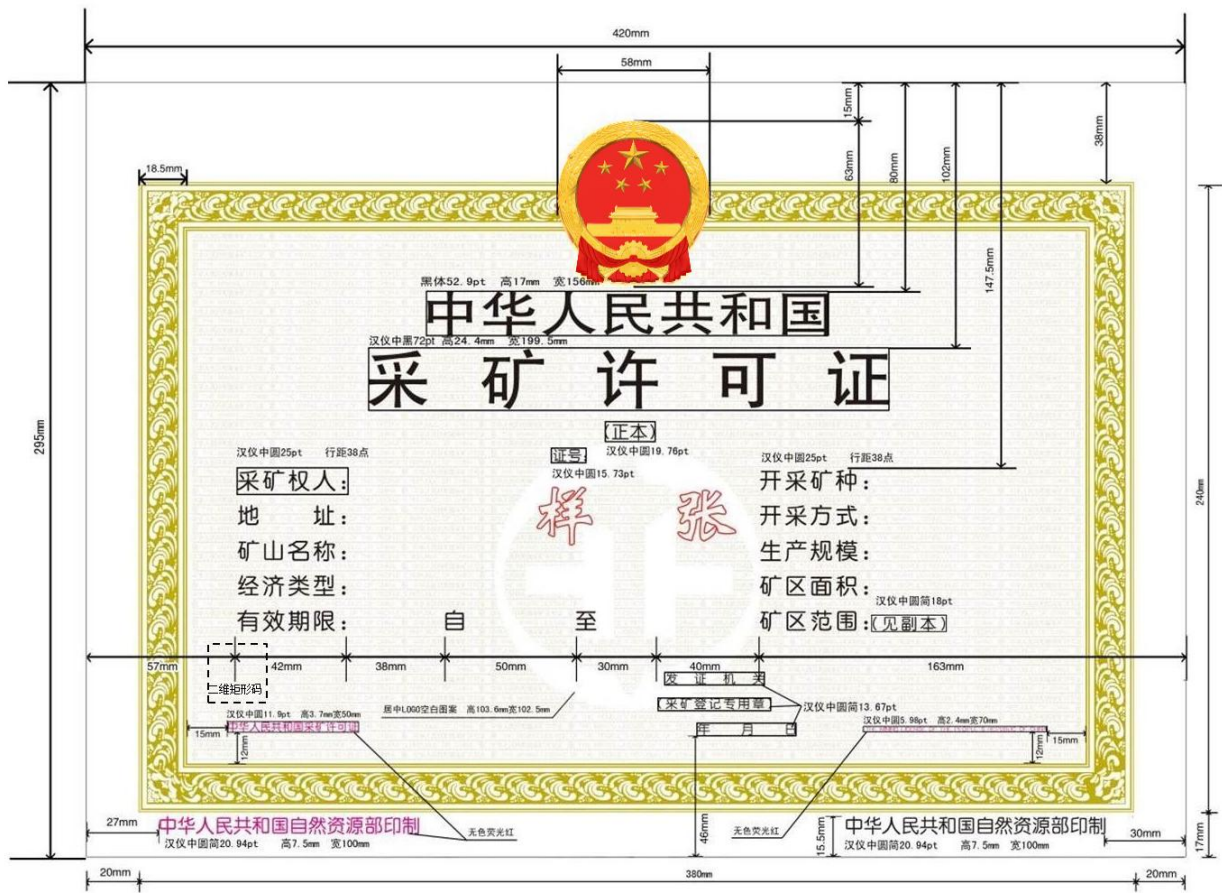 420mm
58mm
15mm
38mm
63mm
80mm
102mm
18.5mm
147.5mm
黑体52.9pt 高17mm 宽156mm
中华人民共和国
汉仪中黑72pt 高24.4mm 宽199.5mm
采矿许可证
(正本)
295mm
240mm
汉仪中圆25pt 行距38点
证号:
汉仪中圆19.76pt
汉仪中圆25pt 行距38点
汉仪中圆15.73pt
采矿权人:
开采矿种:
样 张
地 址:
开采方式:
矿山名称:
生产规模:
经济类型:
矿区面积:
汉仪中圆简18pt
有效期限: 自 至
矿区范围:(见副本)
57mm 42mm 38mm 50mm 30mm 40mm 163mm
二维矩形码
发证机关
居中LOGO空白图案 高103.6mm宽102.5mm
(采矿登记专用章)
汉仪中圆简13.67pt
汉仪中圆11.9pt 高3.7mm宽50mm
中华人民共和国采矿许可证
年 月 日
汉仪中圆5.98pt 高2.4mm宽70mm
15mm
12mm
12mm
15mm
27mm
中华人民共和国自然资源部印制
无色荧光红
46mm
无色荧光红
15.5mm
中华人民共和国自然资源部印制
30mm
17mm
汉仪中圆简20.94pt 高7.5mm 宽100mm
汉仪中圆简20.94pt 高7.5mm 宽100mm
20mm
380mm
20mm